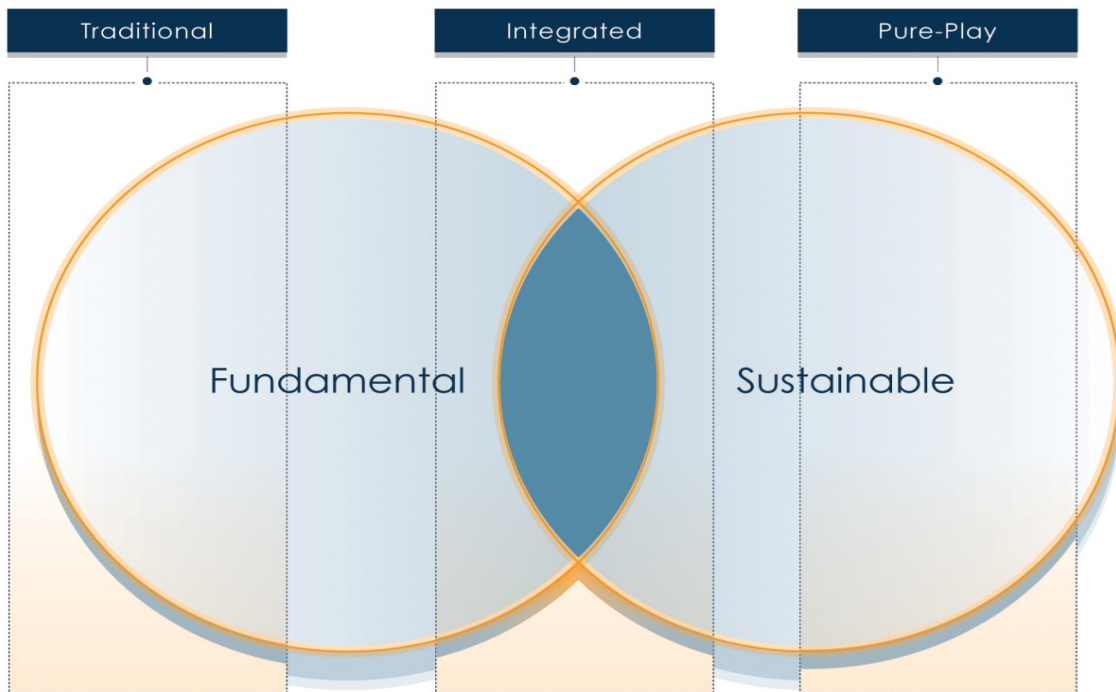 Traditional
Integrated
Pure-Play
Fundamental
Sustainable